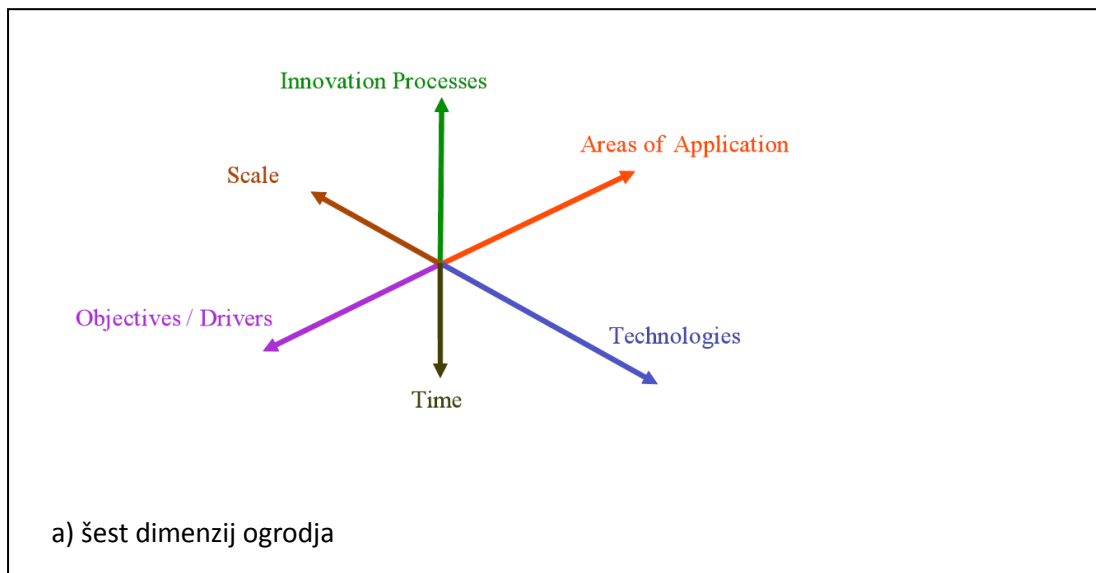 Innovation Processes
Areas of Application
Scale
Objectives / Drivers
Technologies
Time
a) šest dimenzij ogrodja